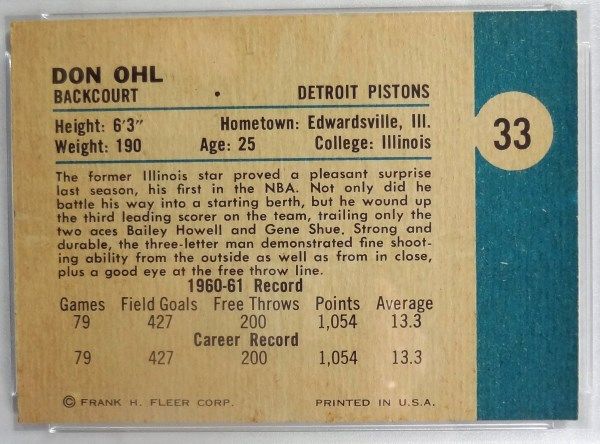 DON OHL
BACKCOURT • DETROIT PISTONS
Height: 6'3" Hometown: Edwardsville, Ill.
Weight: 190 Age: 25 College: Illinois
33
The former Illinois star proved a pleasant surprise
last season, his first in the NBA. Not only did he
battle his way into a starting berth, but he wound up
the third leading scorer on the team, trailing only the
two aces Bailey Howell and Gene Shue. Strong and
durable, the three-letter man demonstrated fine shoot-
ing ability from the outside as well as from in close,
plus a good eye at the free throw line.
1960-61 Record
Games Field Goals Free Throws Points Average
79 427 200 1,054 13.3
Career Record
79 427 200 1,054 13.3
© FRANK H. FLEER CORP. PRINTED IN U.S.A.